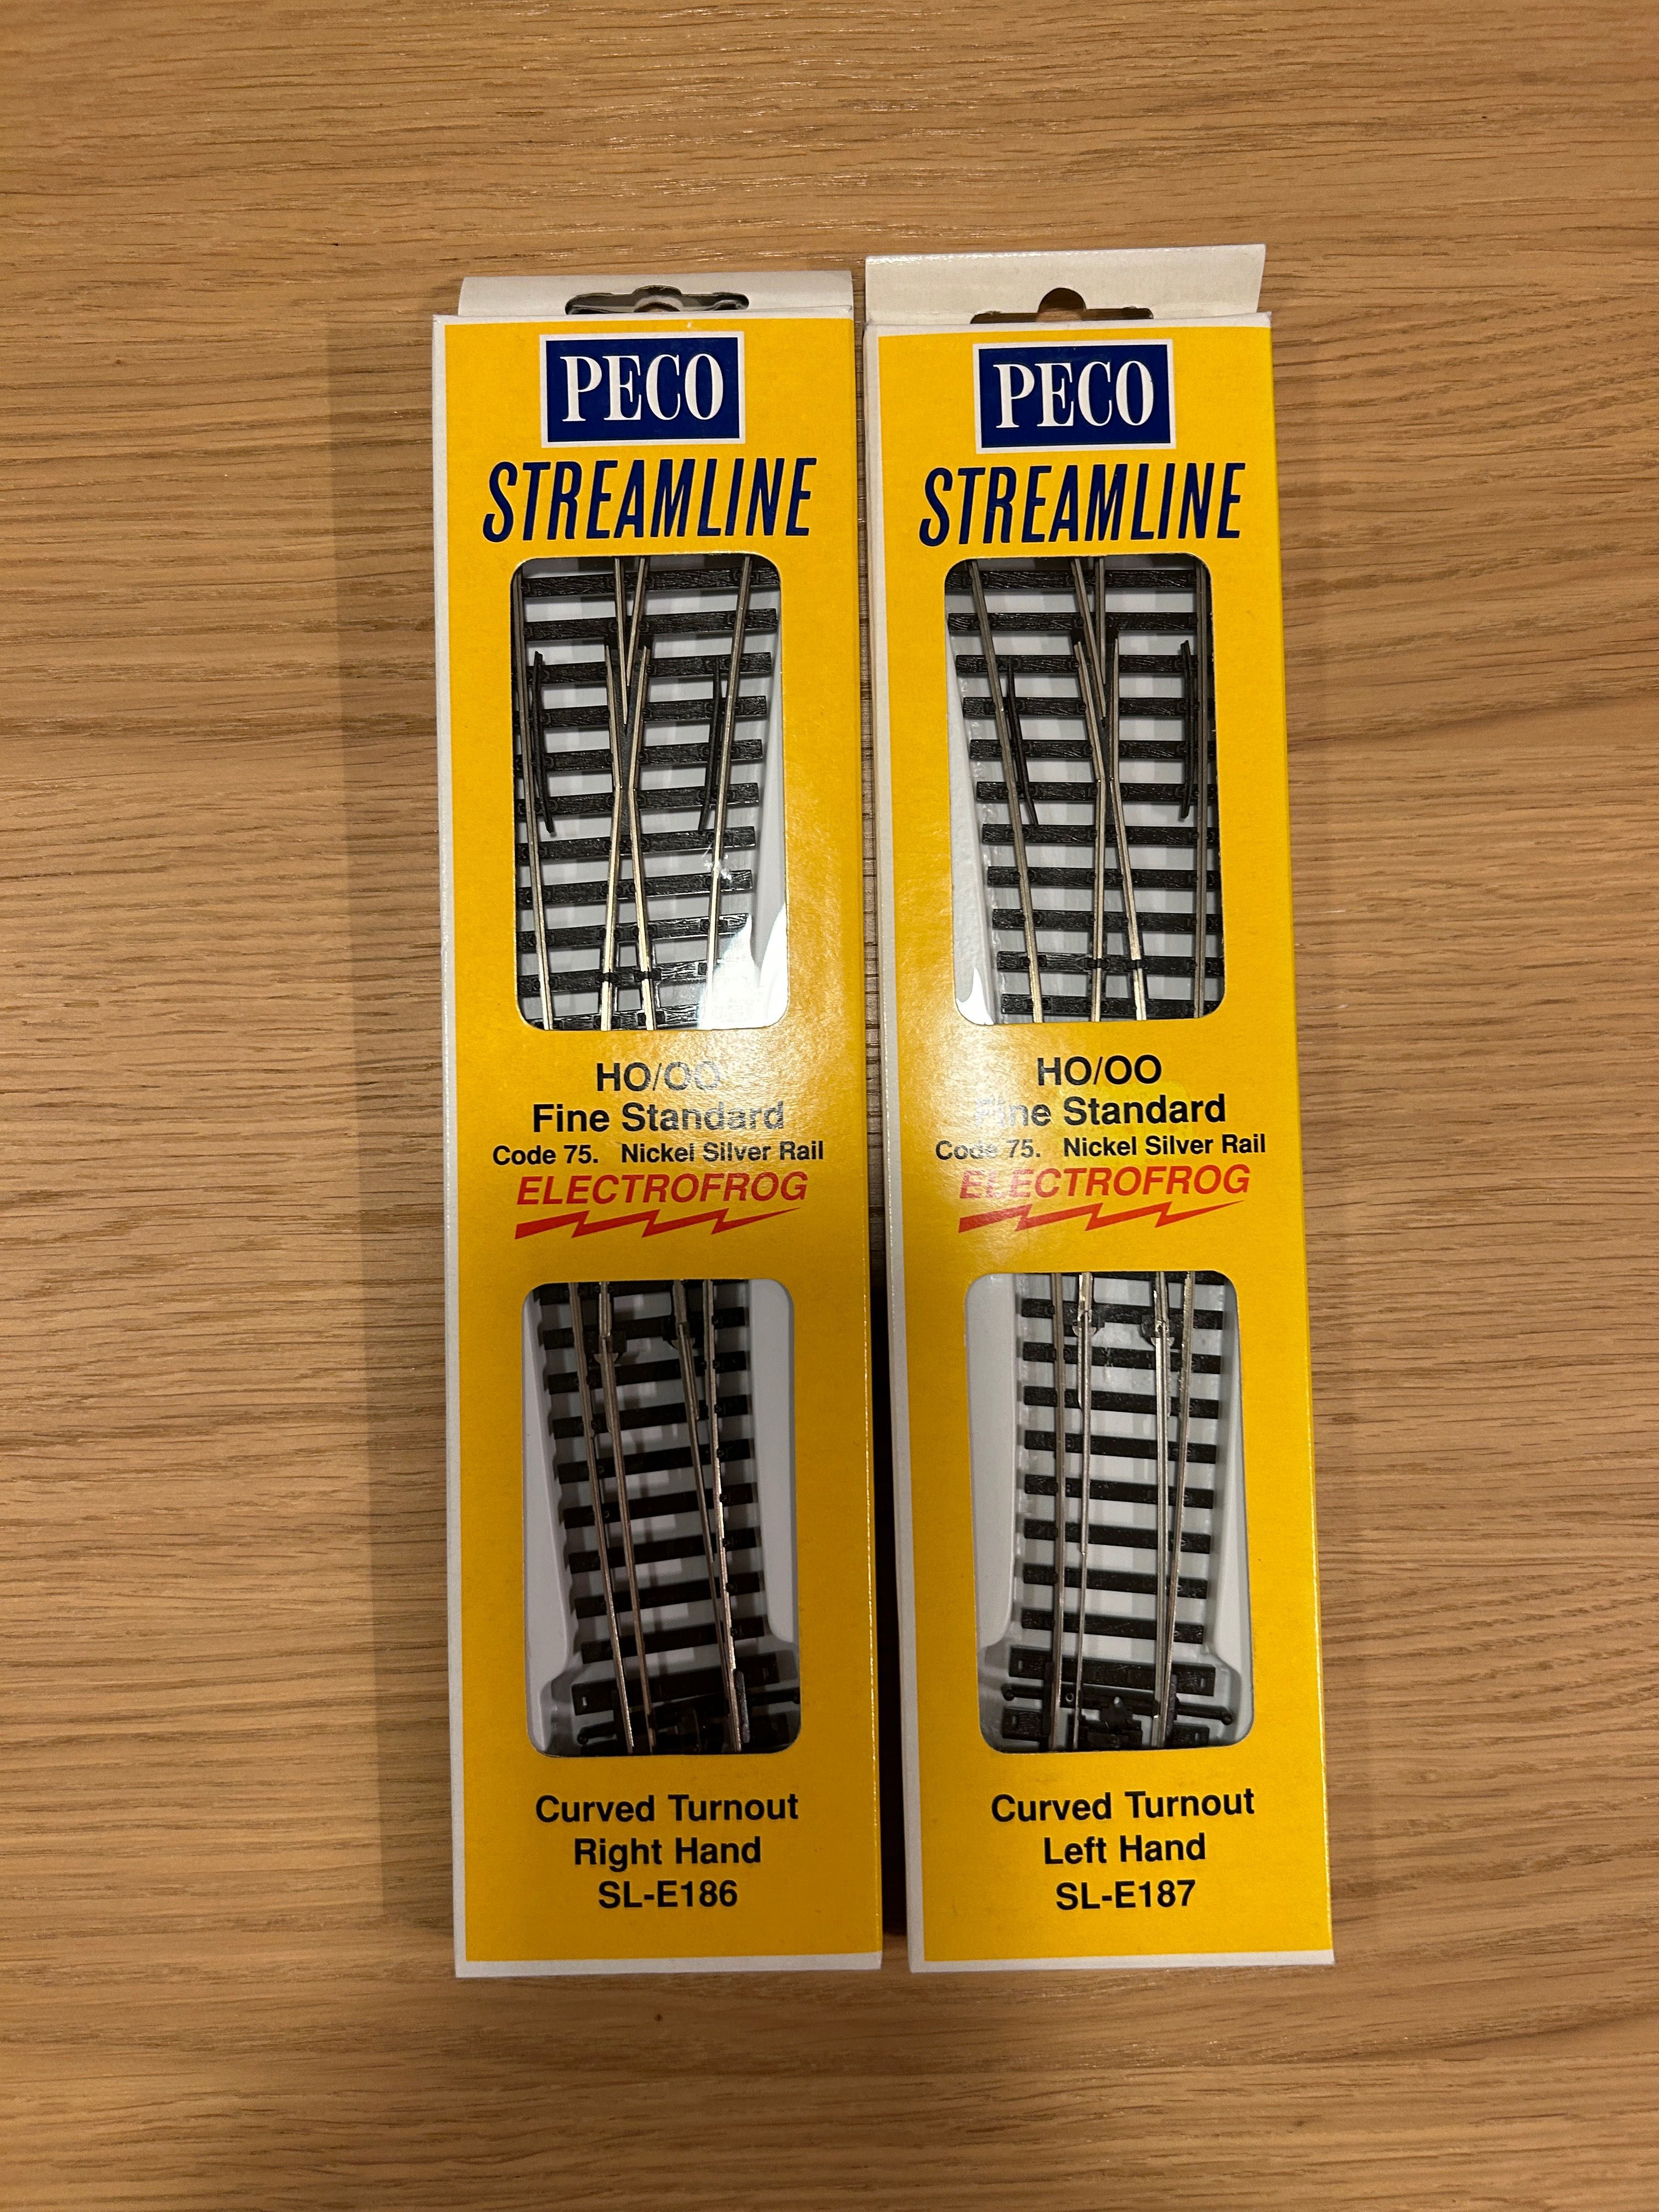 PECO
STREAMLINE
HO/OO
Fine Standard
Code 75. Nickel Silver Rail
ELECTROFROG
Curved Turnout
Right Hand
SL-E186
PECO
STREAMLINE
HO/OO
Fine Standard
Code 75. Nickel Silver Rail
ELECTROFROG
Curved Turnout
Left Hand
SL-E187